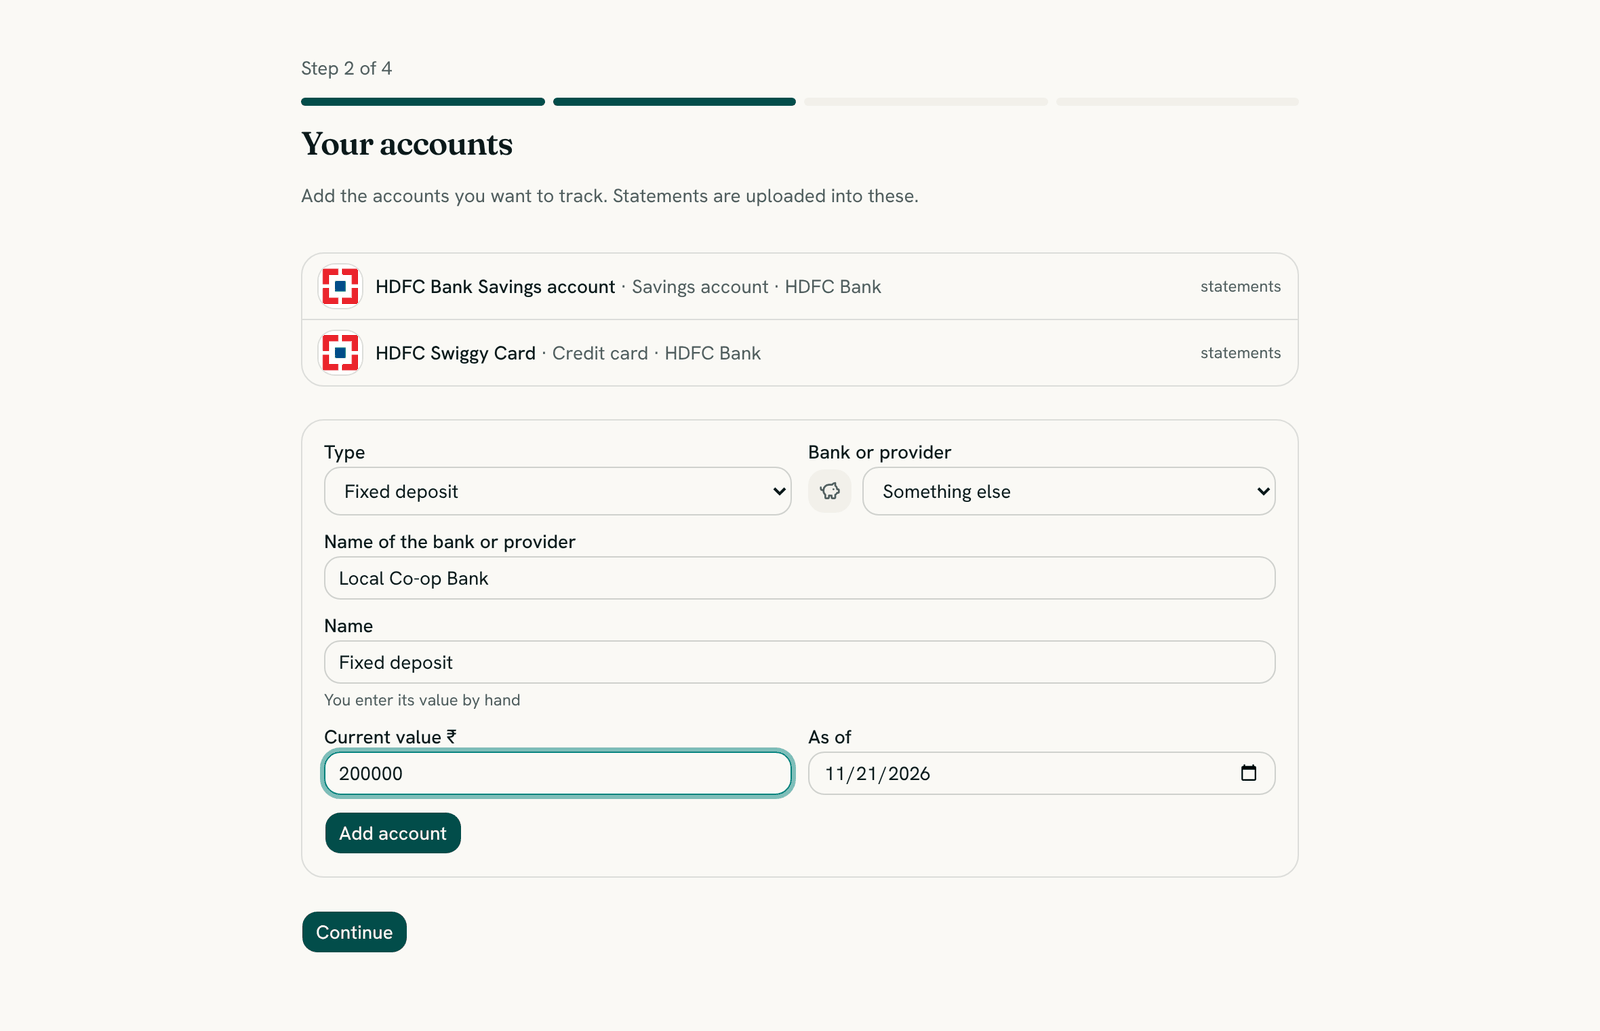 Step 2 of 4
Your accounts
Add the accounts you want to track. Statements are uploaded into these.
HDFC Bank Savings account · Savings account · HDFC Bank statements
HDFC Swiggy Card · Credit card · HDFC Bank statements
Type Bank or provider
Fixed deposit Something else
Name of the bank or provider
Local Co-op Bank
Name
Fixed deposit
You enter its value by hand
Current value ₹ As of
200000 11/21/2026
Add account
Continue